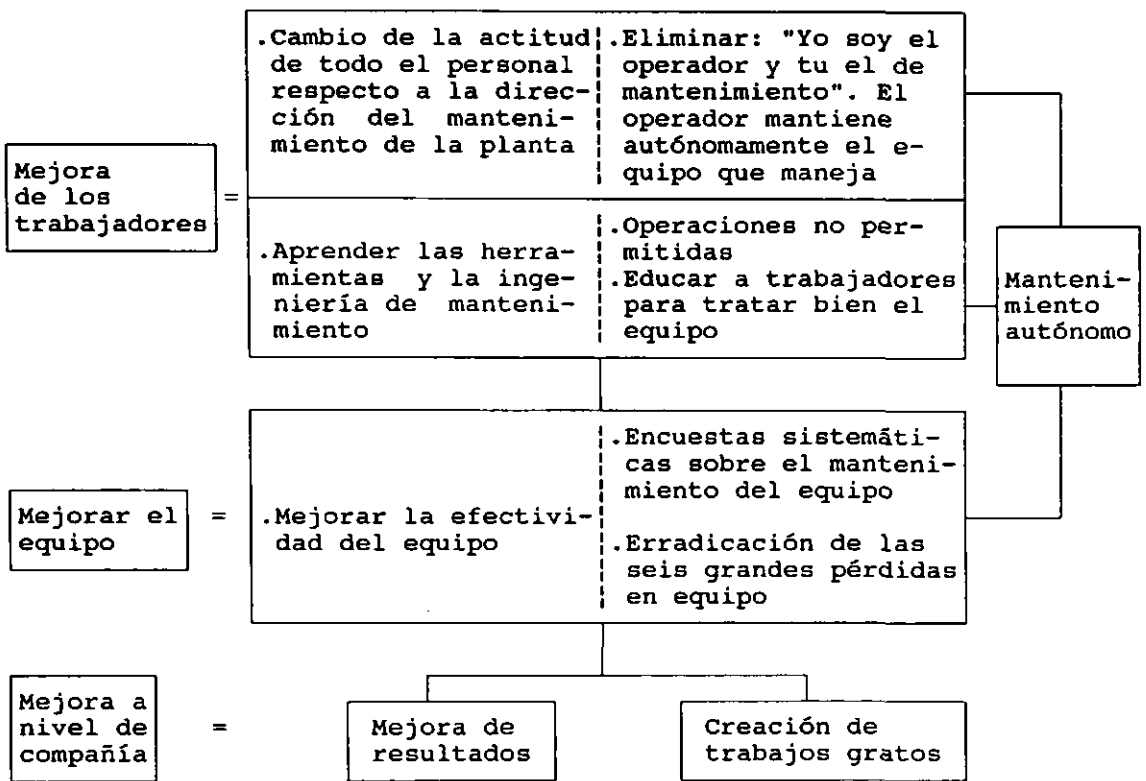 .Cambio de la actitud
de todo el personal
respecto a la direc-
ción del manteni-
miento de la planta
.Eliminar: "Yo soy el
operador y tu el de
mantenimiento". El
operador mantiene
autónomamente el e-
quipo que maneja
Mejora
de los
trabajadores
=
.Aprender las herra-
mientas y la inge-
niería de manteni-
miento
.Operaciones no per-
mitidas
.Educar a trabajadores
para tratar bien el
equipo
Manteni-
miento
autónomo
Mejorar el
equipo
=
.Mejorar la efectivi-
dad del equipo
.Encuestas sistemáti-
cas sobre el manteni-
miento del equipo
.Erradicación de las
seis grandes pérdidas
en equipo
Mejora a
nivel de
compañía
=
Mejora de
resultados
Creación de
trabajos gratos